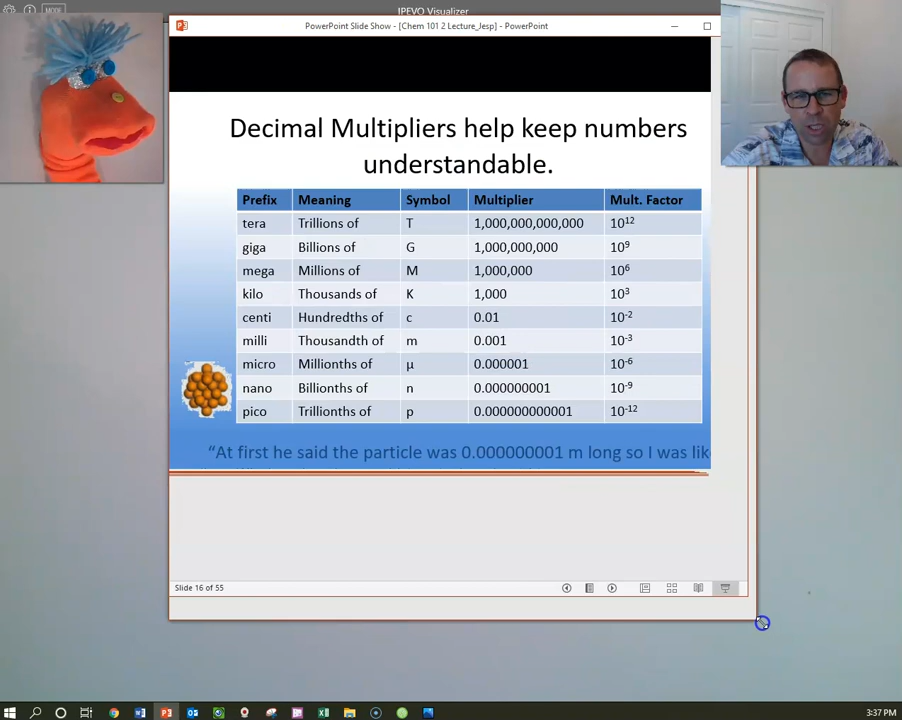 IPEVO Visualizer
MODE
PowerPoint Slide Show - [Chem 101 2 Lecture_Jesp] - PowerPoint
Decimal Multipliers help keep numbers
understandable.
Prefix Meaning Symbol Multiplier Mult. Factor
tera Trillions of T 1,000,000,000,000 10¹²
giga Billions of G 1,000,000,000 10⁹
mega Millions of M 1,000,000 10⁶
kilo Thousands of K 1,000 10³
centi Hundredths of c 0.01 10⁻²
milli Thousandth of m 0.001 10⁻³
micro Millionths of µ 0.000001 10⁻⁶
nano Billionths of n 0.000000001 10⁻⁹
pico Trillionths of p 0.000000000001 10⁻¹²
“At first he said the particle was 0.000000001 m long so I was lik
Slide 16 of 55
3:37 PM